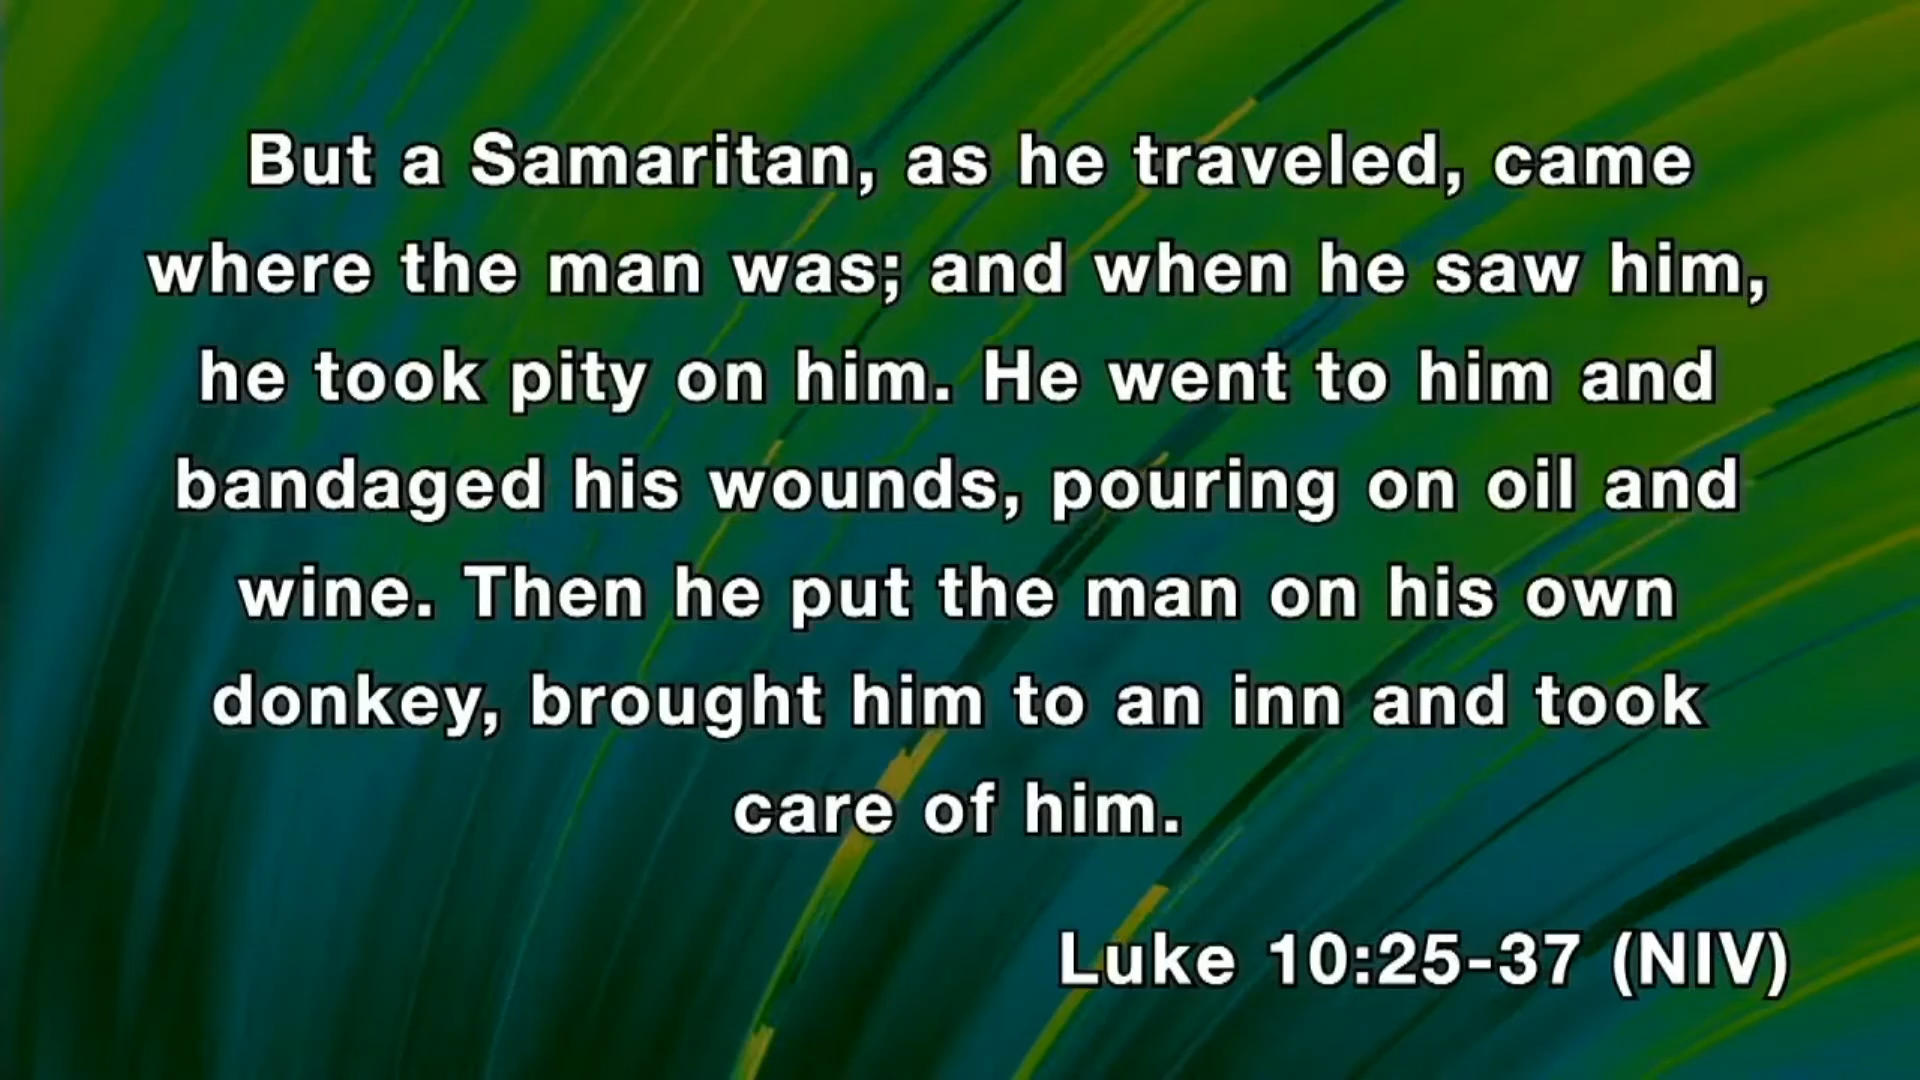 But a Samaritan, as he traveled, came
where the man was; and when he saw him,
he took pity on him. He went to him and
bandaged his wounds, pouring on oil and
wine. Then he put the man on his own
donkey, brought him to an inn and took
care of him.
Luke 10:25-37 (NIV)